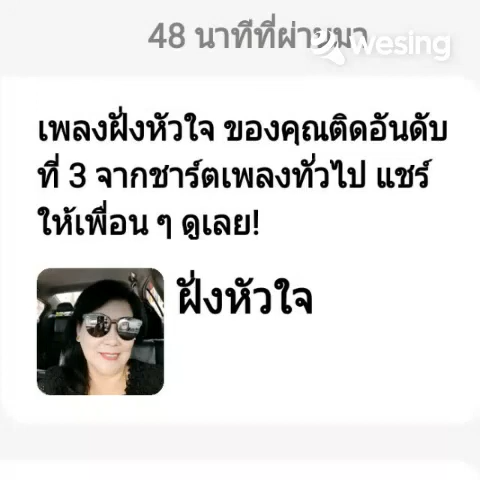 48 นาทีที่ผ่านมา
wesing
เพลงฝั่งหัวใจ ของคุณติดอันดับ
ที่ 3 จากชาร์ตเพลงทั่วไป แชร์
ให้เพื่อน ๆ ดูเลย!
ฝั่งหัวใจ